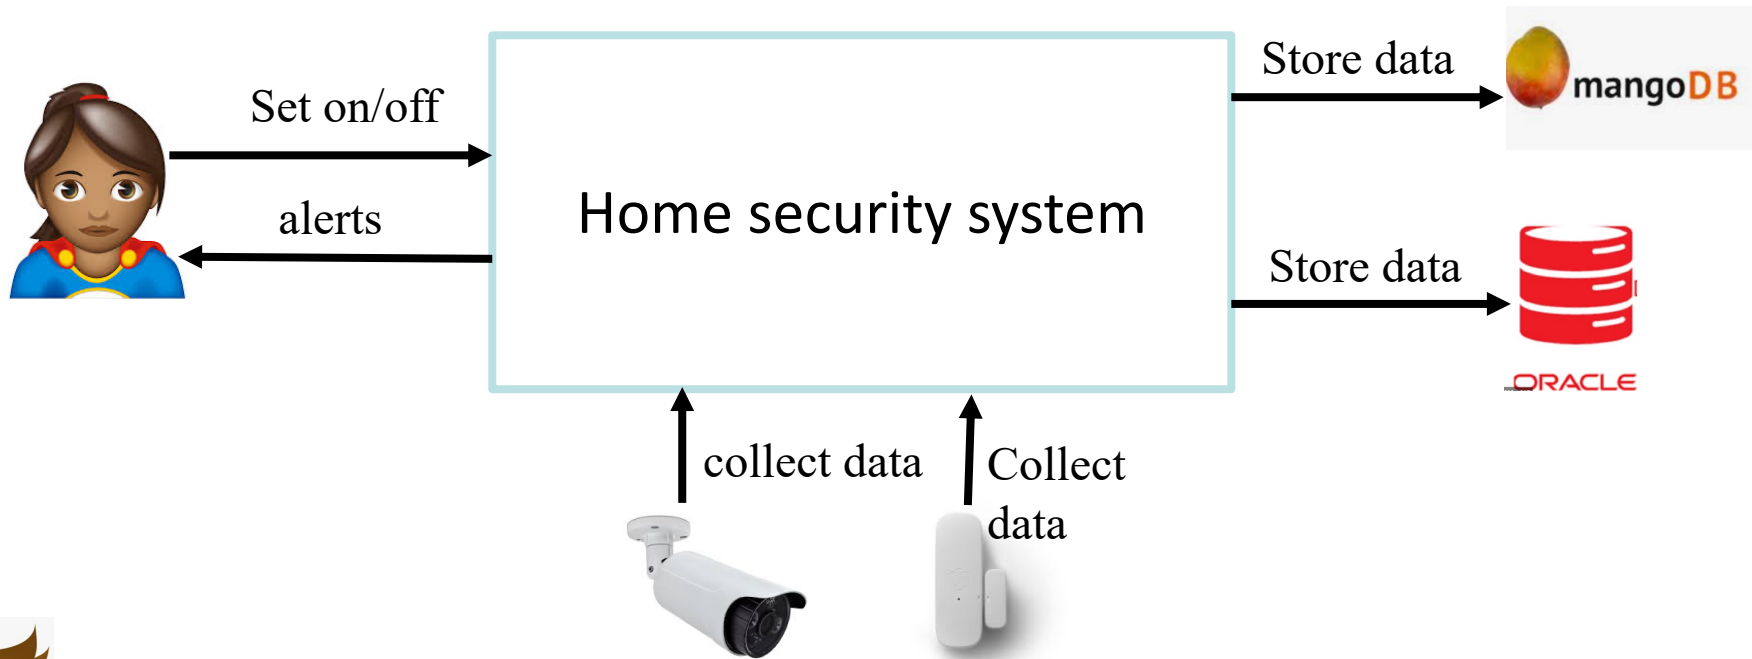 Set on/off
alerts
Home security system
Store data
mangoDB
Store data
ORACLE
collect data
Collect
data